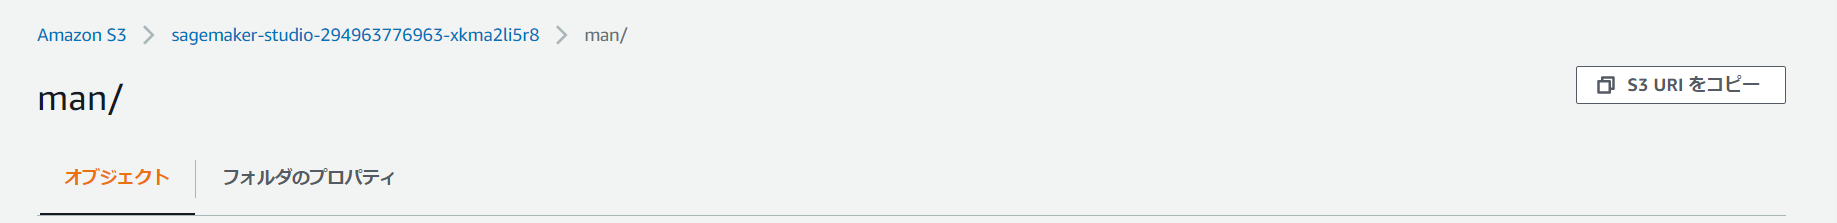 Amazon S3 > sagemaker-studio-294963776963-xkma2li5r8 > man/
man/
S3 URI をコピー
オブジェクト フォルダのプロパティ